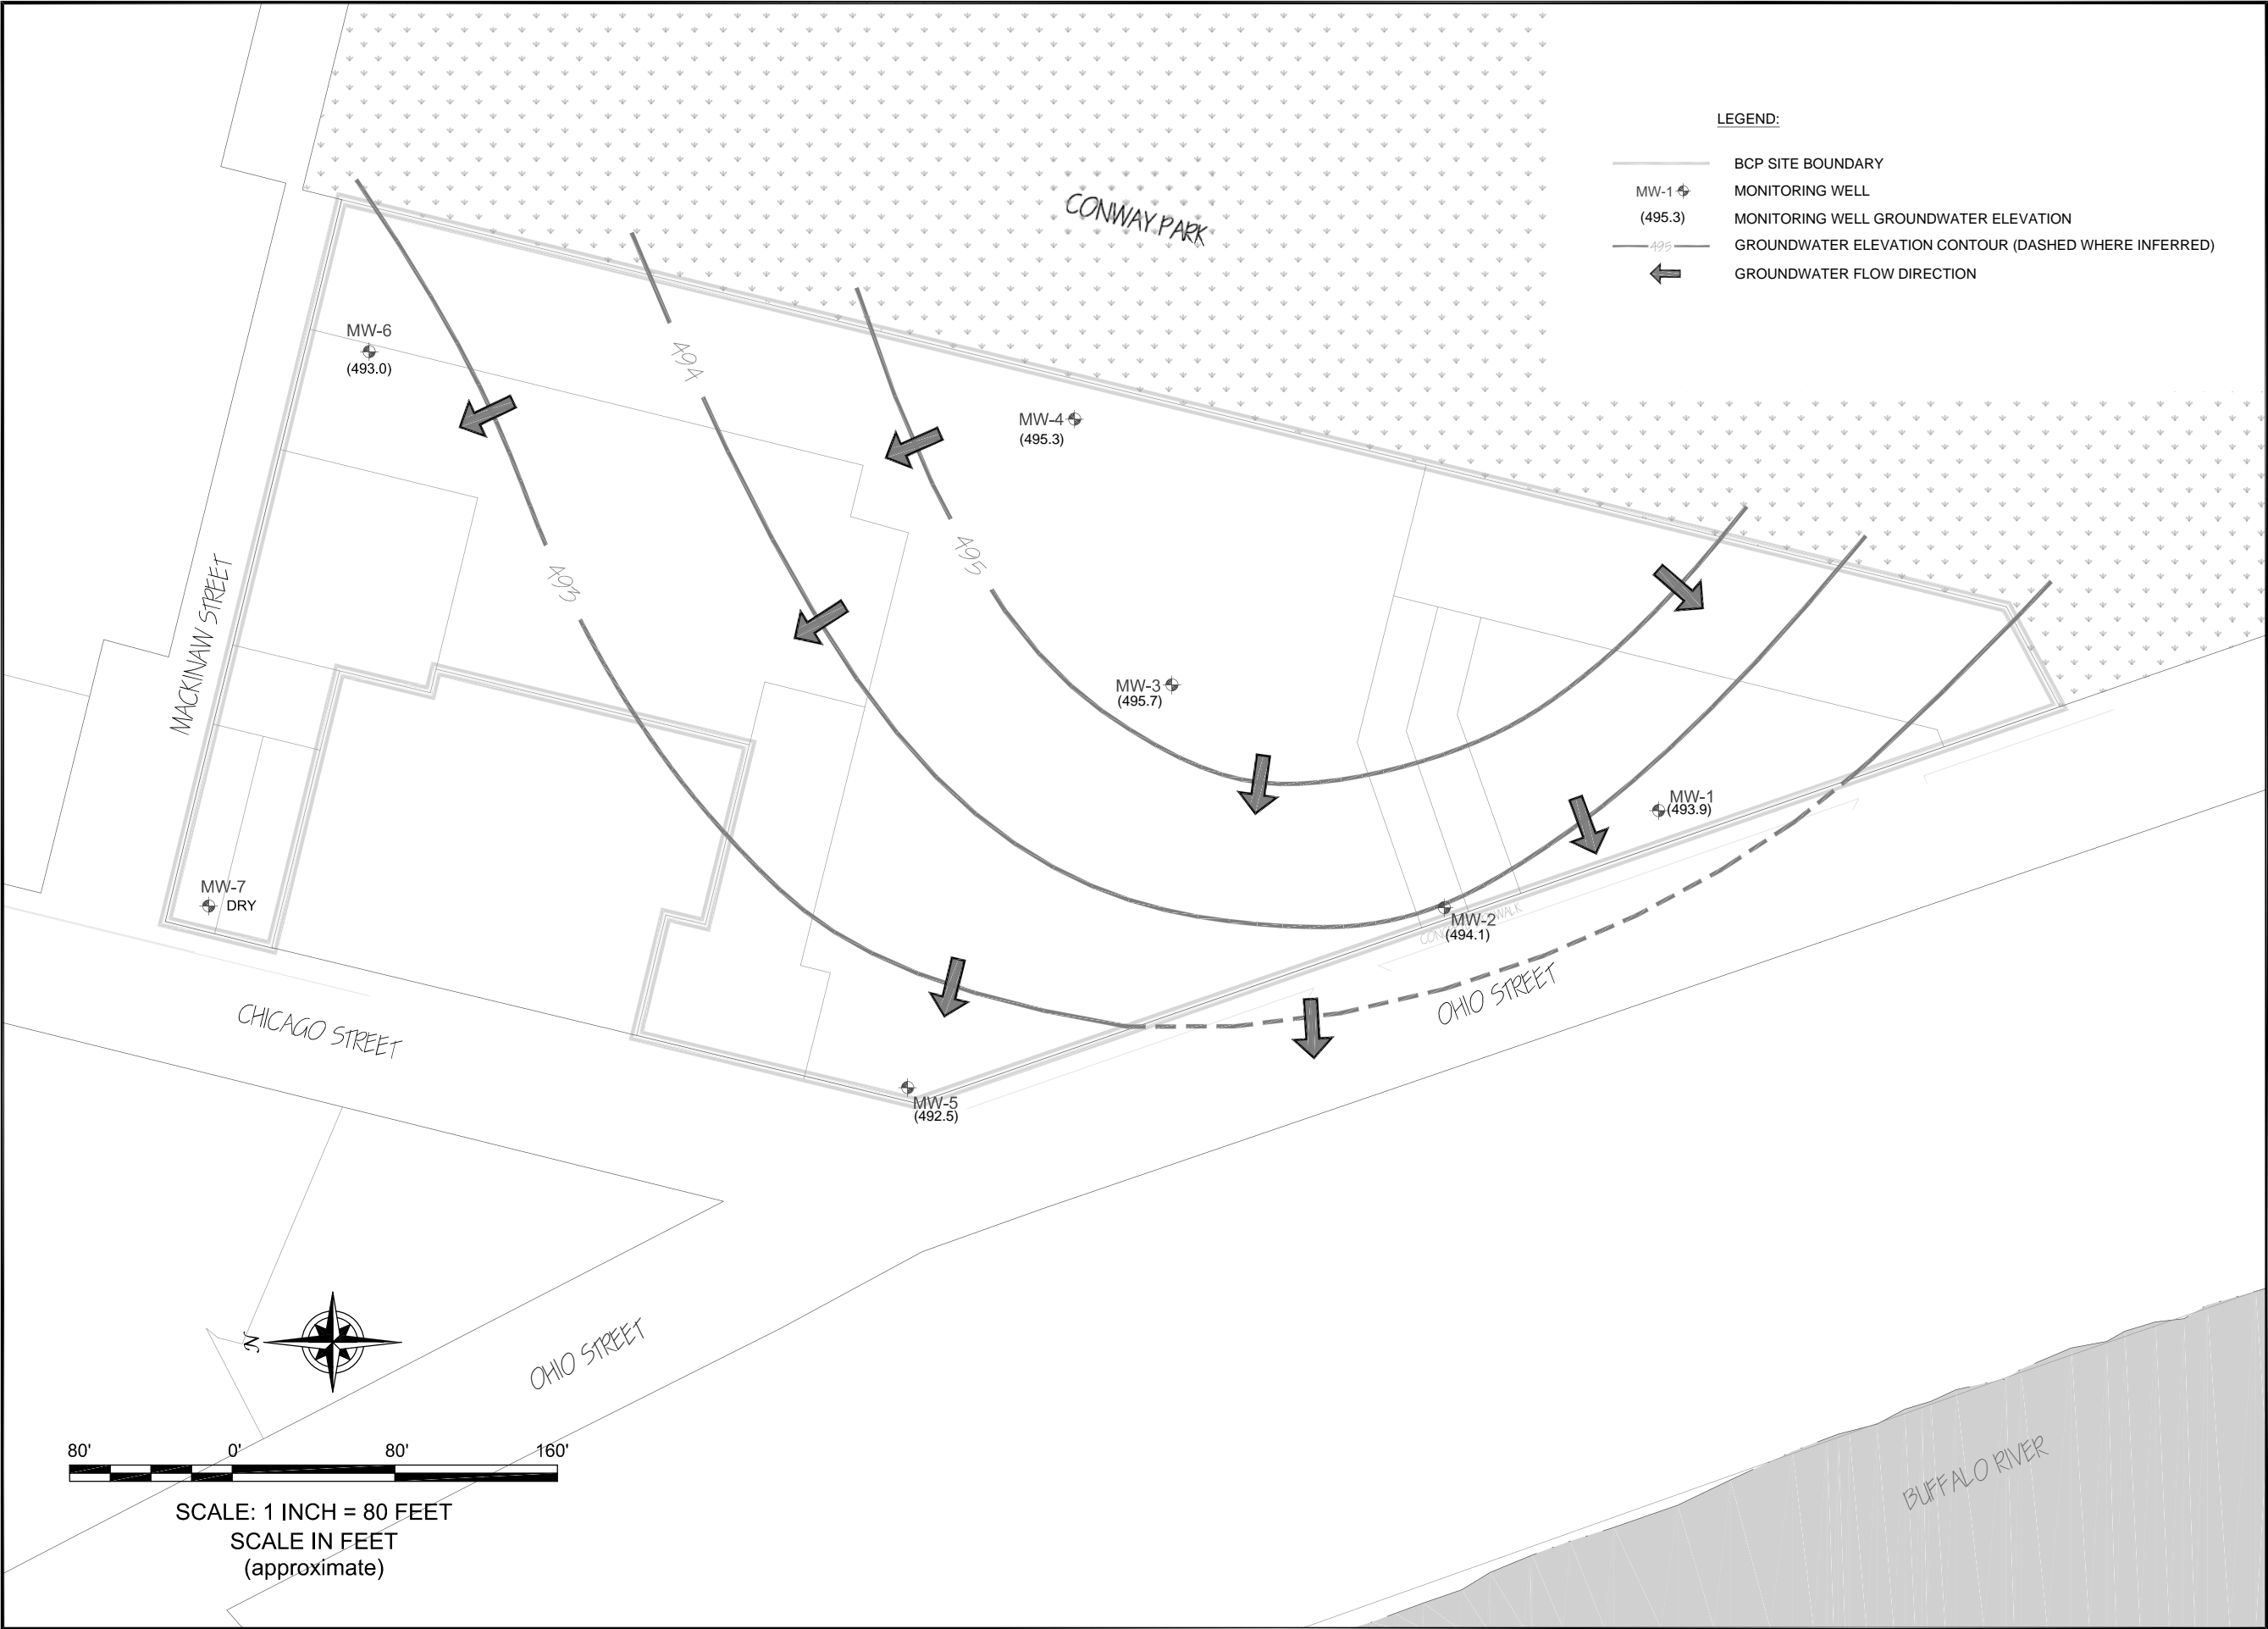 LEGEND:
BCP SITE BOUNDARY
MW-1 MONITORING WELL
(495.3) MONITORING WELL GROUNDWATER ELEVATION
495 GROUNDWATER ELEVATION CONTOUR (DASHED WHERE INFERRED)
GROUNDWATER FLOW DIRECTION
CONWAY PARK
MW-6
(493.0)
494
MW-4
(495.3)
495
493
MACKINAW STREET
MW-3
(495.7)
MW-1
(493.9)
MW-7
DRY
MW-2
(494.1)
OHIO STREET
CHICAGO STREET
MW-5
(492.5)
N
OHIO STREET
BUFFALO RIVER
80' 0' 80' 160'
SCALE: 1 INCH = 80 FEET
SCALE IN FEET
(approximate)